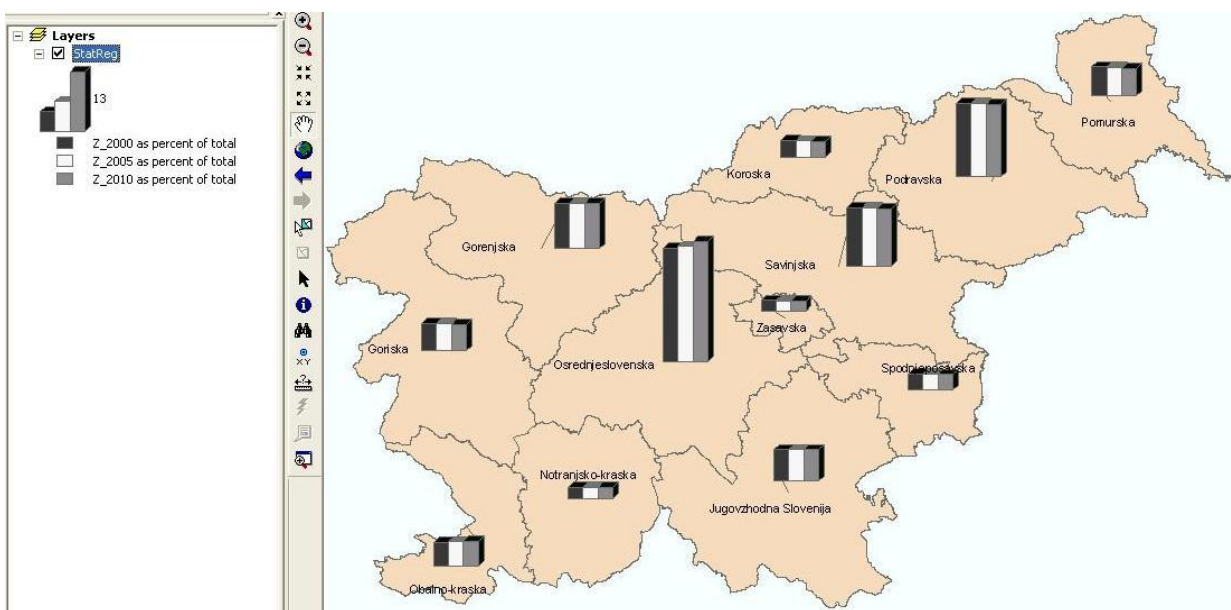 Layers
StatReg
13
Z_2000 as percent of total
Z_2005 as percent of total
Z_2010 as percent of total
Pomurska
Koroska
Podravska
Gorenjska
Savinjska
Zasavska
Goriska
Osrednjeslovenska
Spodnjeposavska
Notranjsko-kraska
Jugovzhodna Slovenija
Obalno-kraska